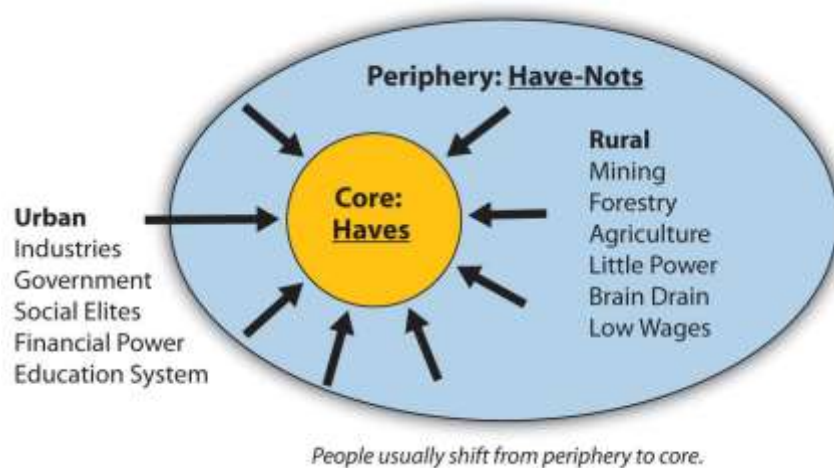 Periphery: Have-Nots
Core:
Haves
Urban
Industries
Government
Social Elites
Financial Power
Education System
Rural
Mining
Forestry
Agriculture
Little Power
Brain Drain
Low Wages
People usually shift from periphery to core.